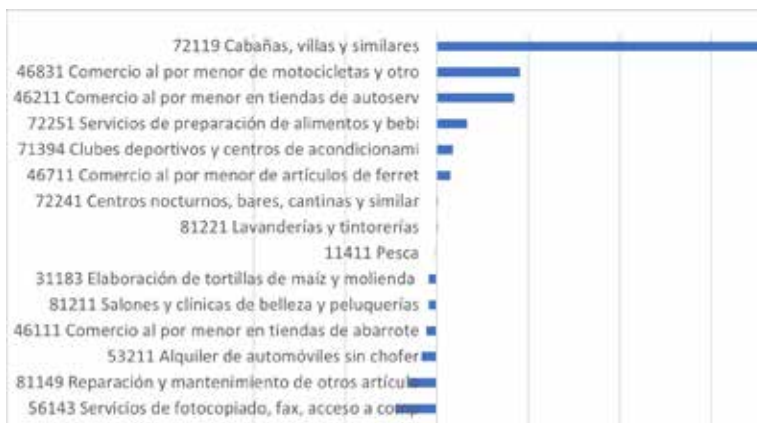 72119 Cabañas, villas y similares
46831 Comercio al por menor de motocicletas y otro
46211 Comercio al por menor en tiendas de autoserv
72251 Servicios de preparación de alimentos y bebi
71394 Clubes deportivos y centros de acondicionami
46711 Comercio al por menor de artículos de ferret
72241 Centros nocturnos, bares, cantinas y similar
81221 Lavanderías y tintorerías
11411 Pesca
31183 Elaboración de tortillas de maíz y molienda
81211 Salones y clínicas de belleza y peluquerías
46111 Comercio al por menor en tiendas de abarrote
53211 Alquiler de automóviles sin chofer
81149 Reparación y mantenimiento de otros artículo
56143 Servicios de fotocopiado, fax, acceso a comp